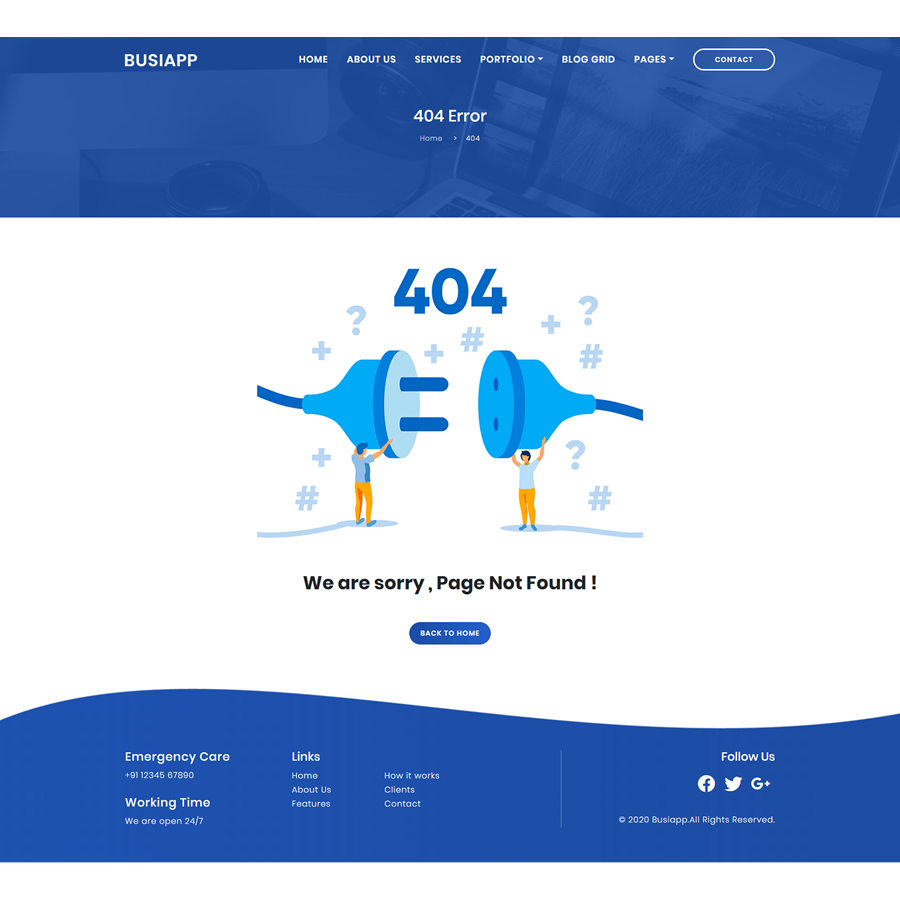 BUSIAPP
HOME ABOUT US SERVICES PORTFOLIO BLOG GRID PAGES CONTACT
404 Error
Home > 404
404
? + # + ? #
+ # ? #
We are sorry , Page Not Found !
BACK TO HOME
Emergency Care
+91 12345 67890
Working Time
We are open 24/7
Links
Home
About Us
Features
How it works
Clients
Contact
Follow Us
G+
© 2020 Busiapp.All Rights Reserved.